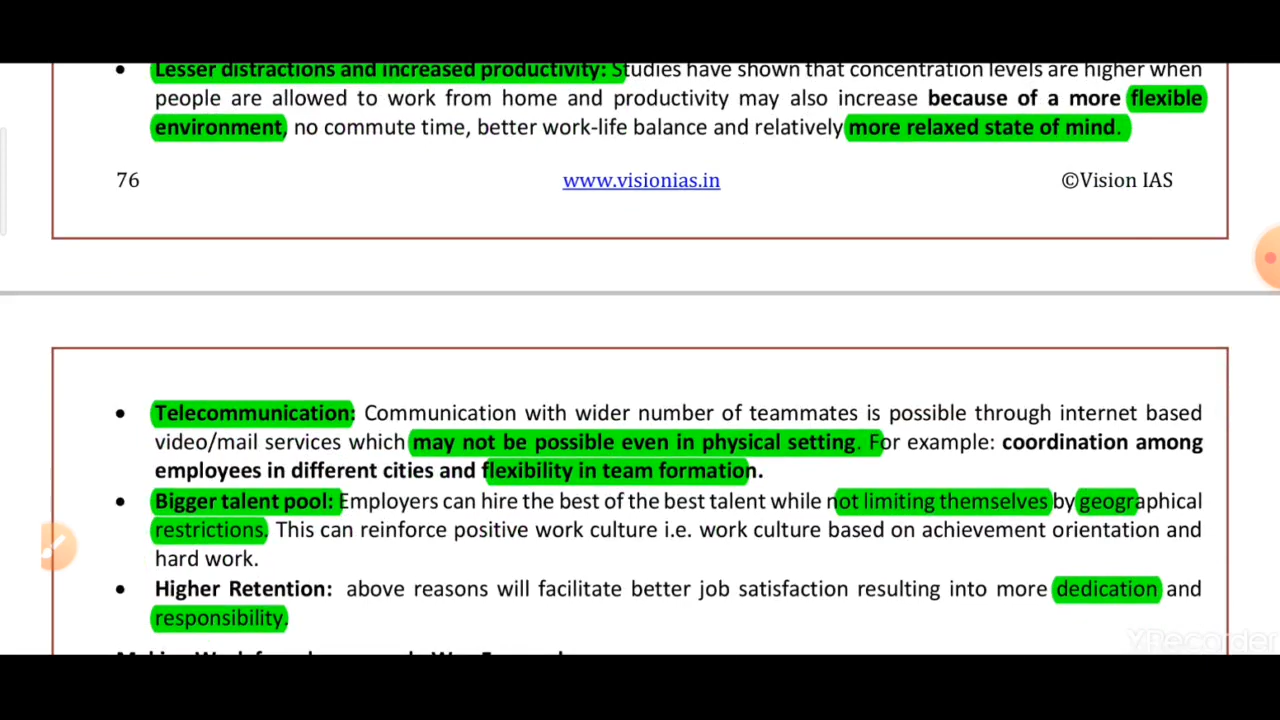 • Lesser distractions and increased productivity: Studies have shown that concentration levels are higher when
people are allowed to work from home and productivity may also increase because of a more flexible
environment, no commute time, better work-life balance and relatively more relaxed state of mind.
76 www.visionias.in ©Vision IAS
• Telecommunication: Communication with wider number of teammates is possible through internet based
video/mail services which may not be possible even in physical setting. For example: coordination among
employees in different cities and flexibility in team formation.
• Bigger talent pool: Employers can hire the best of the best talent while not limiting themselves by geographical
restrictions. This can reinforce positive work culture i.e. work culture based on achievement orientation and
hard work.
• Higher Retention: above reasons will facilitate better job satisfaction resulting into more dedication and
responsibility.
XRecorder